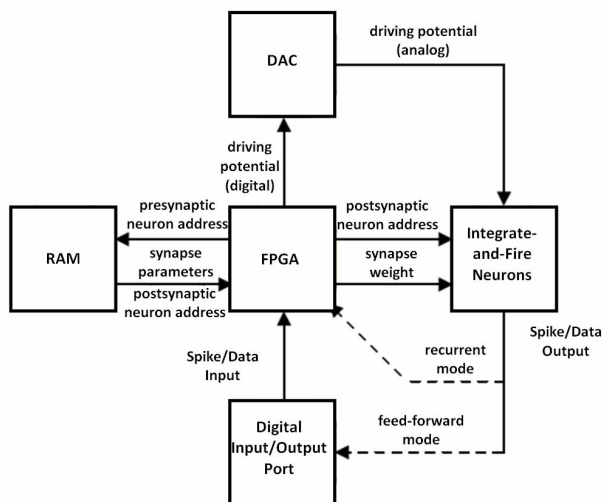 driving potential
(analog)
DAC
driving
potential
(digital)
presynaptic
neuron address
postsynaptic
neuron address
RAM
synapse
parameters
postsynaptic
neuron address
FPGA
synapse
weight
Integrate-
and-Fire
Neurons
Spike/Data
Input
recurrent
mode
Spike/Data
Output
Digital
Input/Output
Port
feed-forward
mode